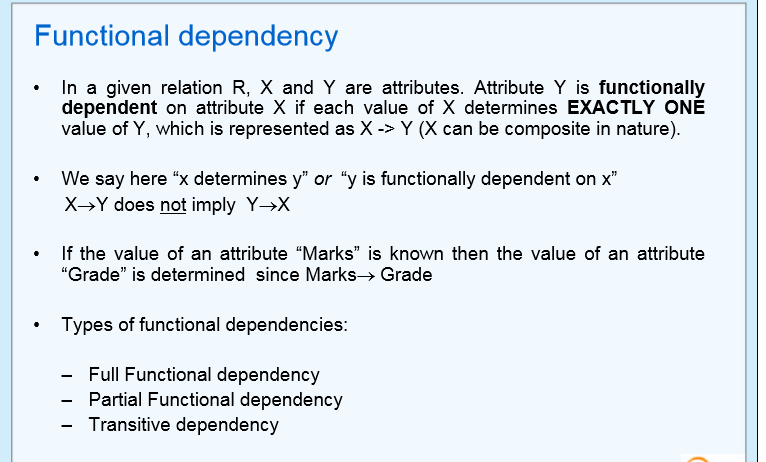 Functional dependency
• In a given relation R, X and Y are attributes. Attribute Y is functionally
dependent on attribute X if each value of X determines EXACTLY ONE
value of Y, which is represented as X -> Y (X can be composite in nature).
• We say here “x determines y” or “y is functionally dependent on x”
X→Y does not imply Y→X
• If the value of an attribute “Marks” is known then the value of an attribute
“Grade” is determined since Marks→ Grade
• Types of functional dependencies:
– Full Functional dependency
– Partial Functional dependency
– Transitive dependency